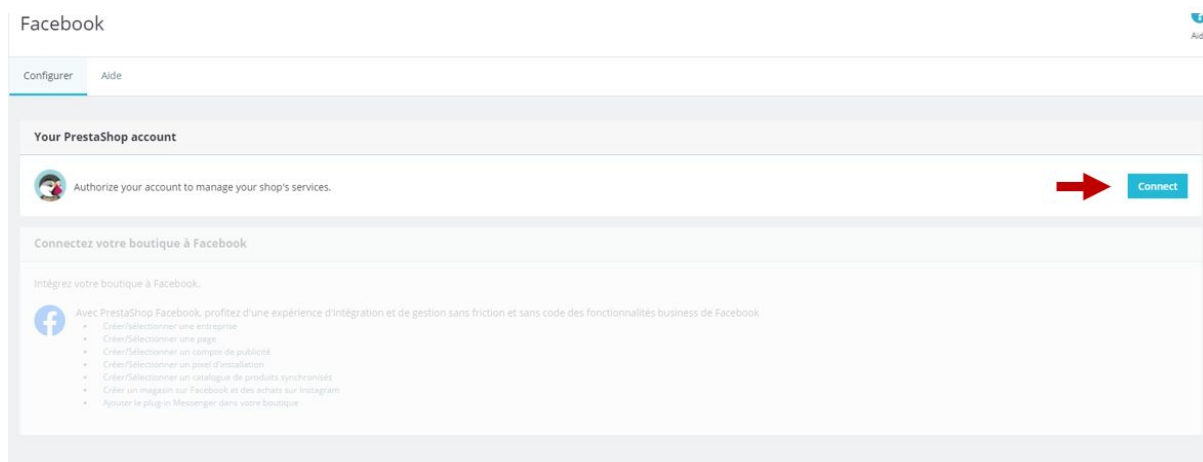 Facebook
Configurer
Aide
Your PrestaShop account
Authorize your account to manage your shop's services.
Connect
Connectez votre boutique à Facebook
Intégrez votre boutique à Facebook.
Avec PrestaShop Facebook, profitez d'une expérience d'intégration et de gestion sans friction et sans code des fonctionnalités business de Facebook
Créer/sélectionner une entreprise
Créer/Sélectionner une page
Créer/Sélectionner un compte de publicité
Créer/Sélectionner un pixel d'installation
Créer/Sélectionner un catalogue de produits synchronisés
Créer un magasin sur Facebook et des achats sur Instagram
Ajouter le plug-in Messenger dans votre boutique